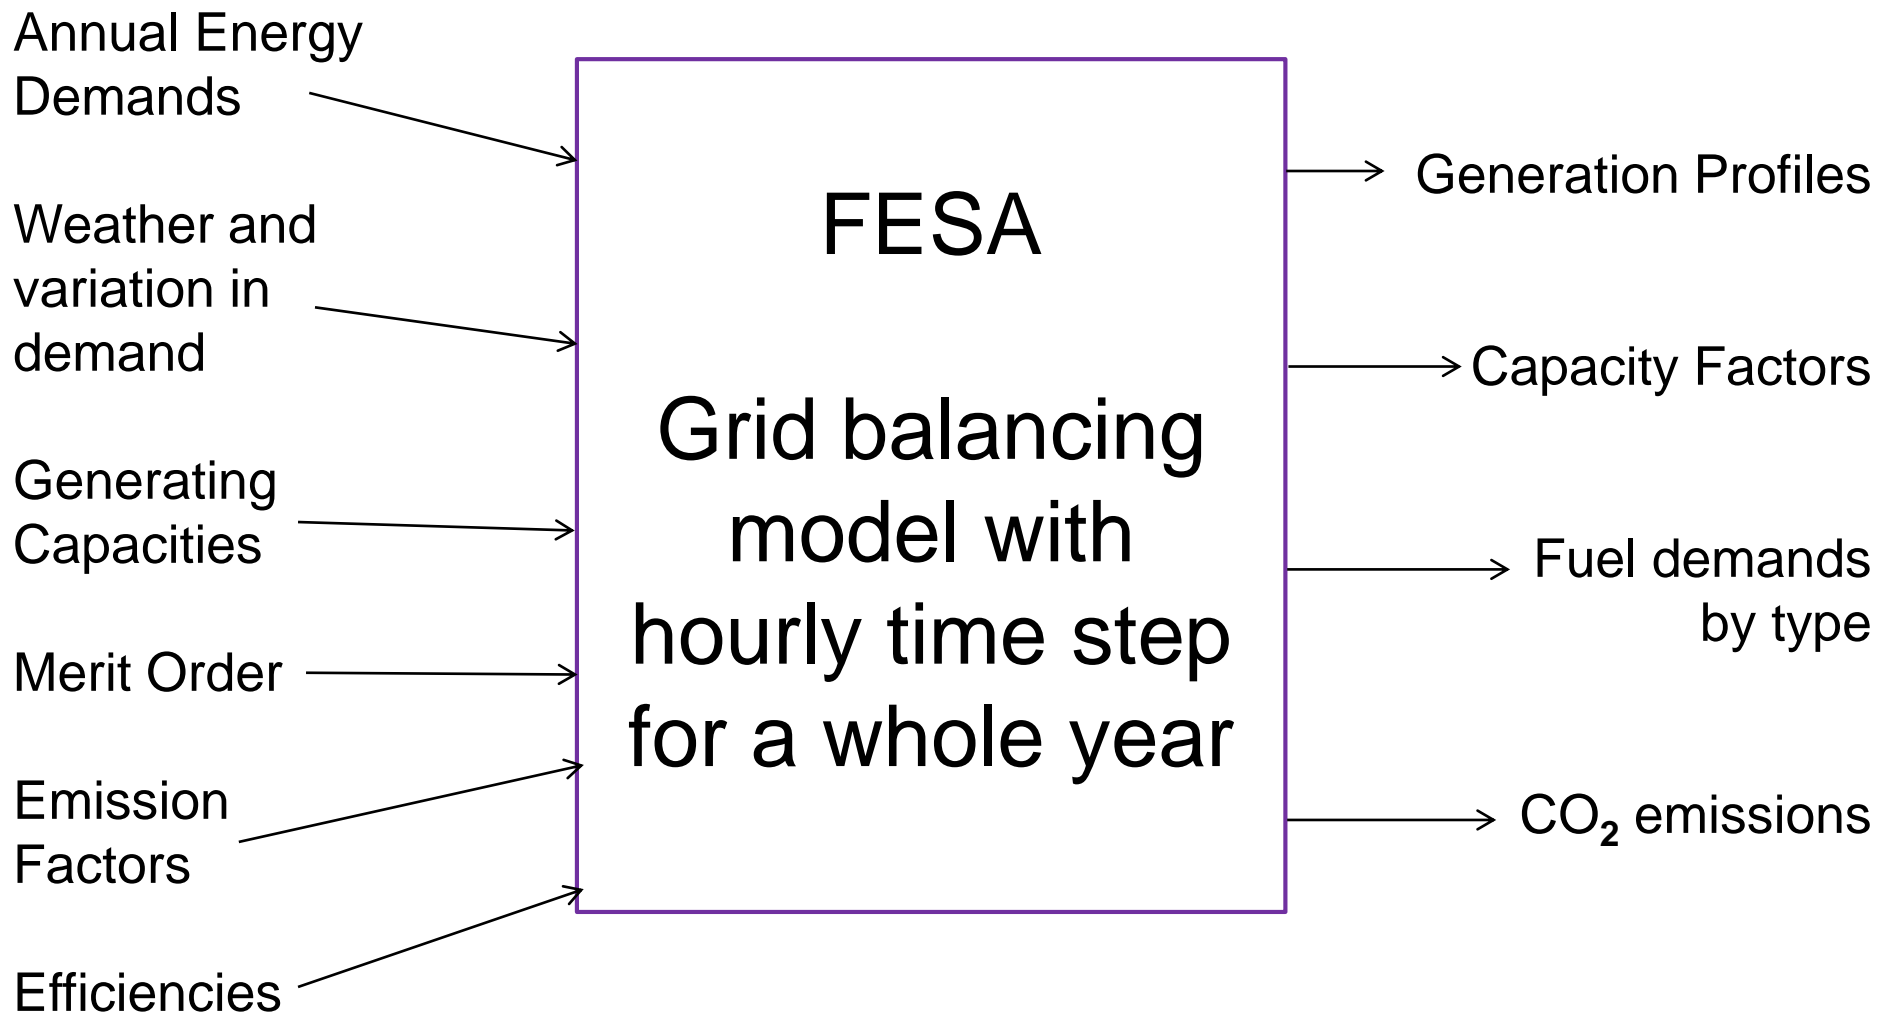 Annual Energy
Demands
Weather and
variation in
demand
Generating
Capacities
Merit Order
Emission
Factors
Efficiencies
FESA
Grid balancing
model with
hourly time step
for a whole year
Generation Profiles
Capacity Factors
Fuel demands
by type
CO₂ emissions